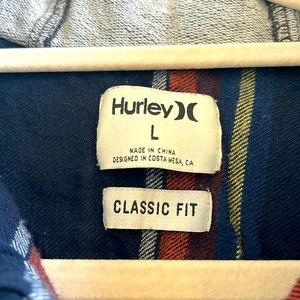 Hurley
L
MADE IN CHINA
DESIGNED IN COSTA MESA, CA
CLASSIC FIT